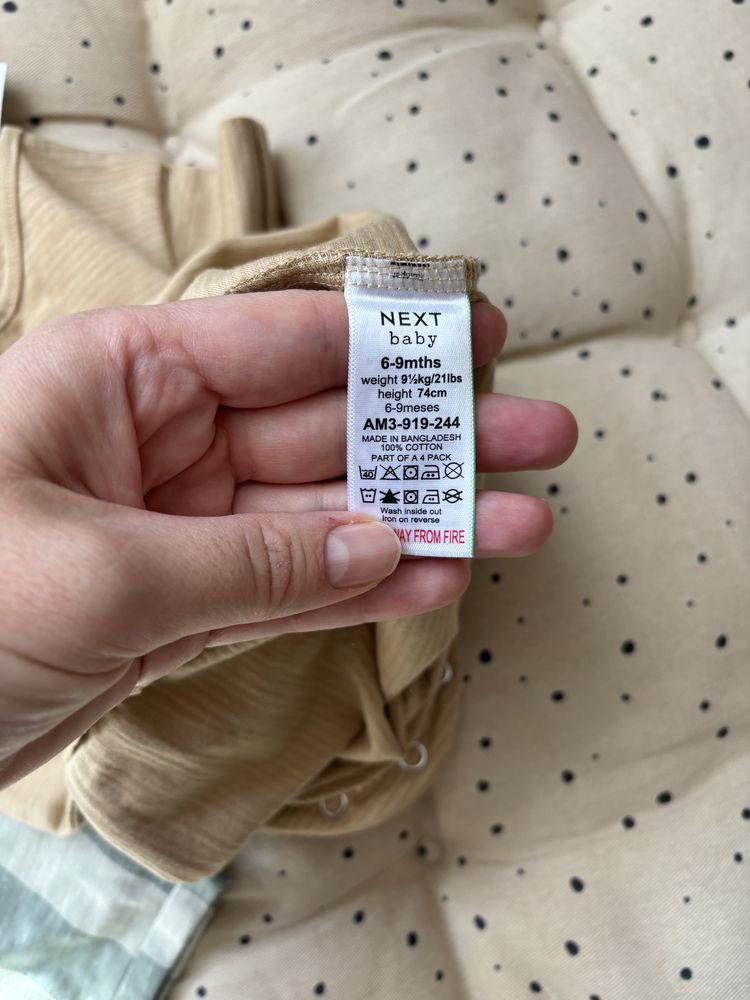 NEXT
baby
6-9mths
weight 9½kg/21lbs
height 74cm
6-9meses
AM3-919-244
MADE IN BANGLADESH
100% COTTON
PART OF A 4 PACK
40
Wash inside out
Iron on reverse
FROM FIRE